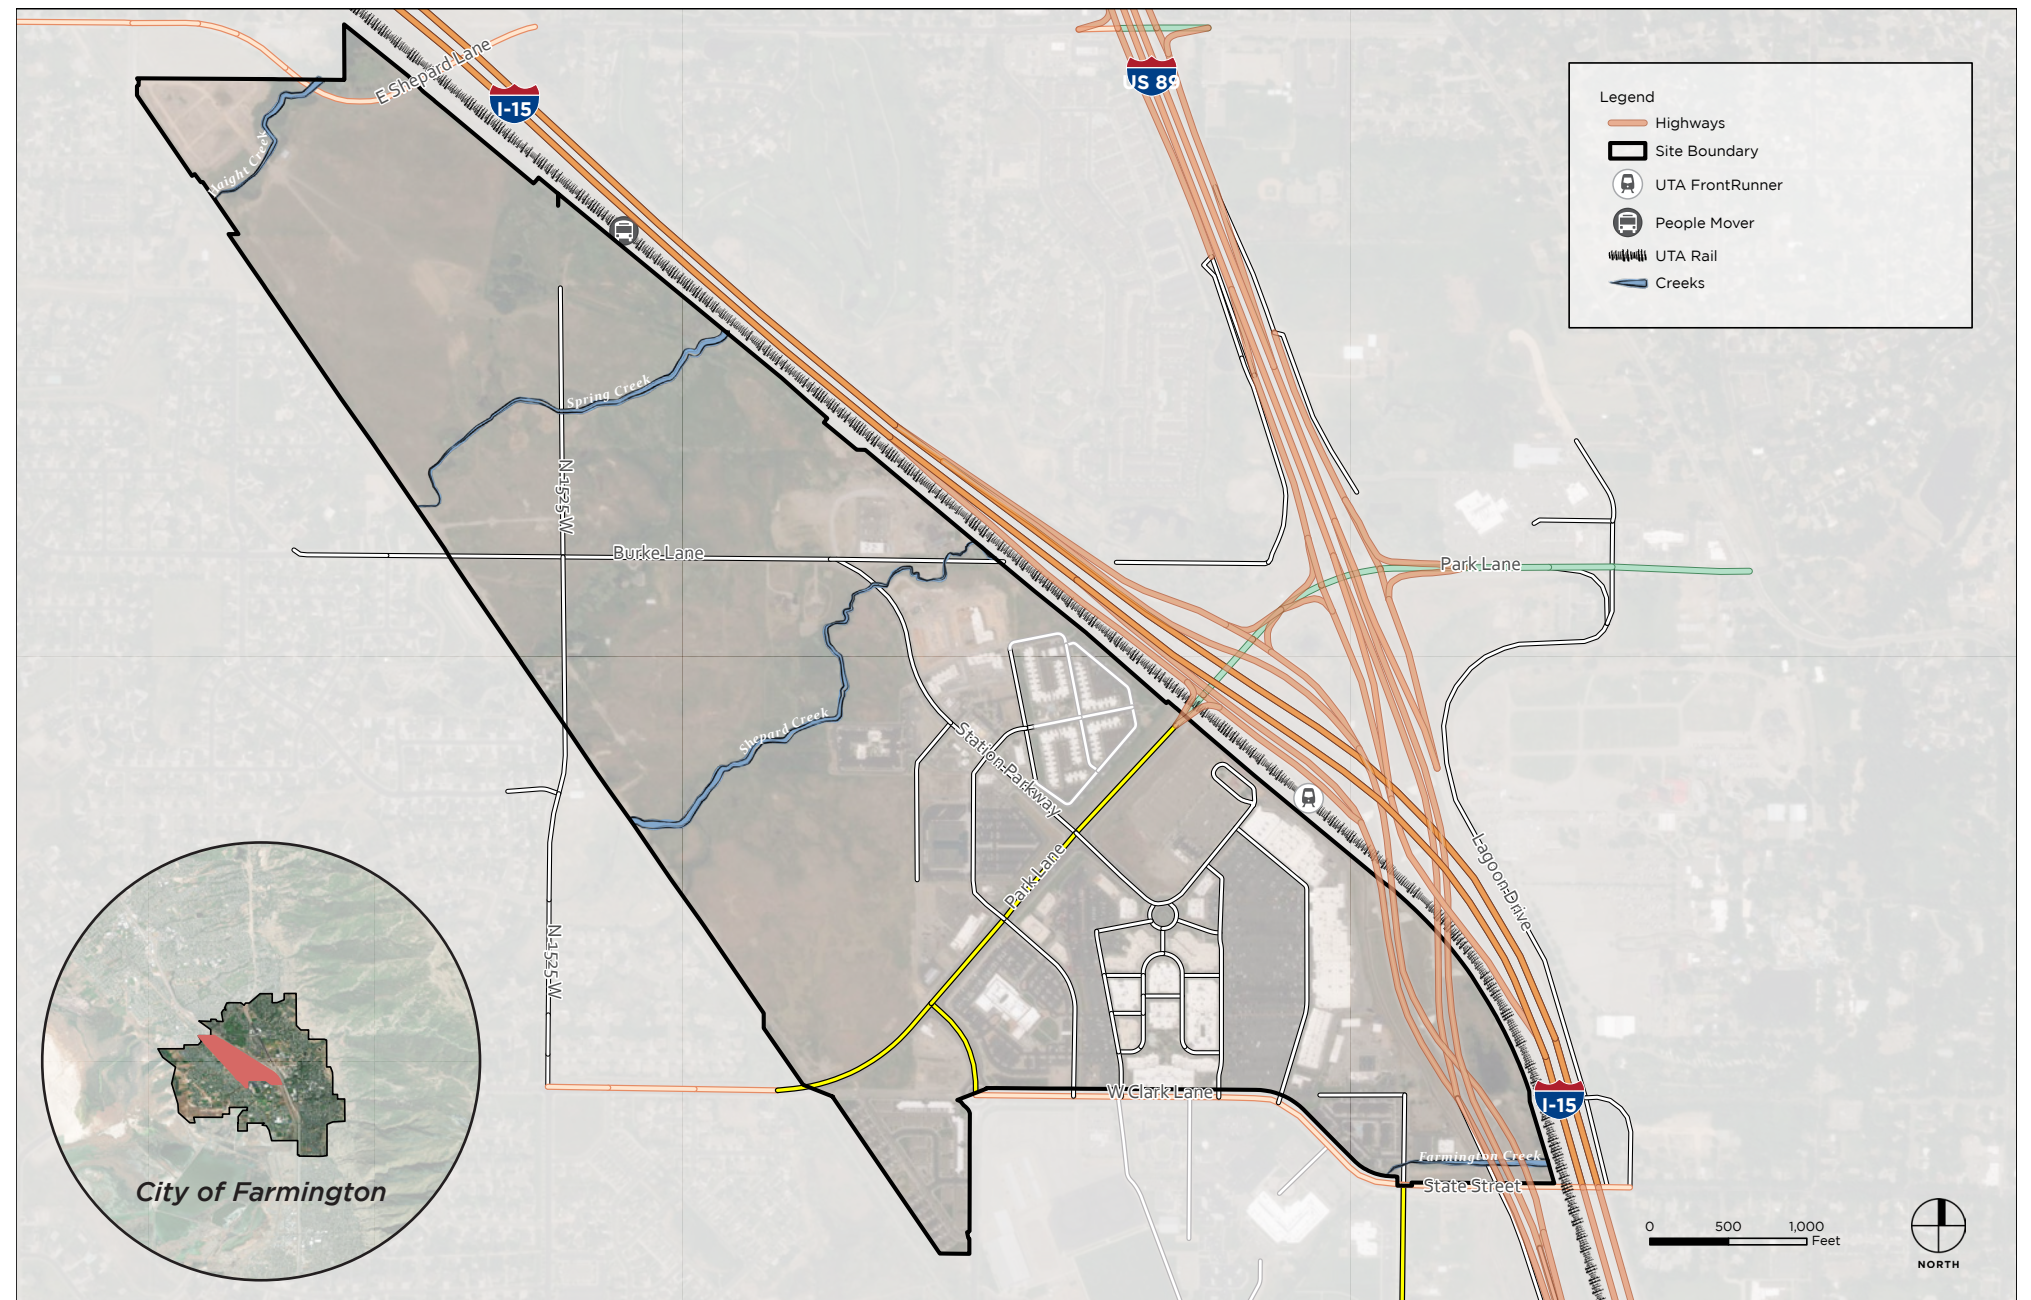 E Shepard Lane
I-15
US 89
Legend
Highways
Site Boundary
UTA FrontRunner
People Mover
UTA Rail
Creeks
Haight Creek
Spring Creek
N 1525 W
Burke Lane
Park Lane
Shepard Creek
Station Parkway
Park Lane
Lagoon Drive
N 1525 W
W Clark Lane
I-15
Farmington Creek
State Street
City of Farmington
0 500 1,000
Feet
NORTH